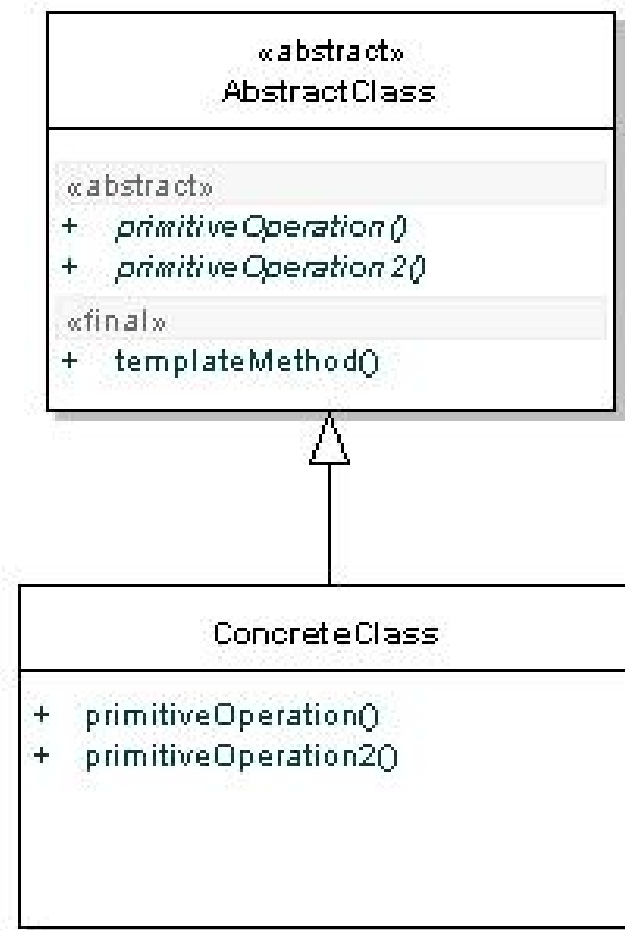 «abstract»
AbstractClass
«abstract»
+ primitiveOperation()
+ primitiveOperation2()
«final»
+ templateMethod()
ConcreteClass
+ primitiveOperation()
+ primitiveOperation2()